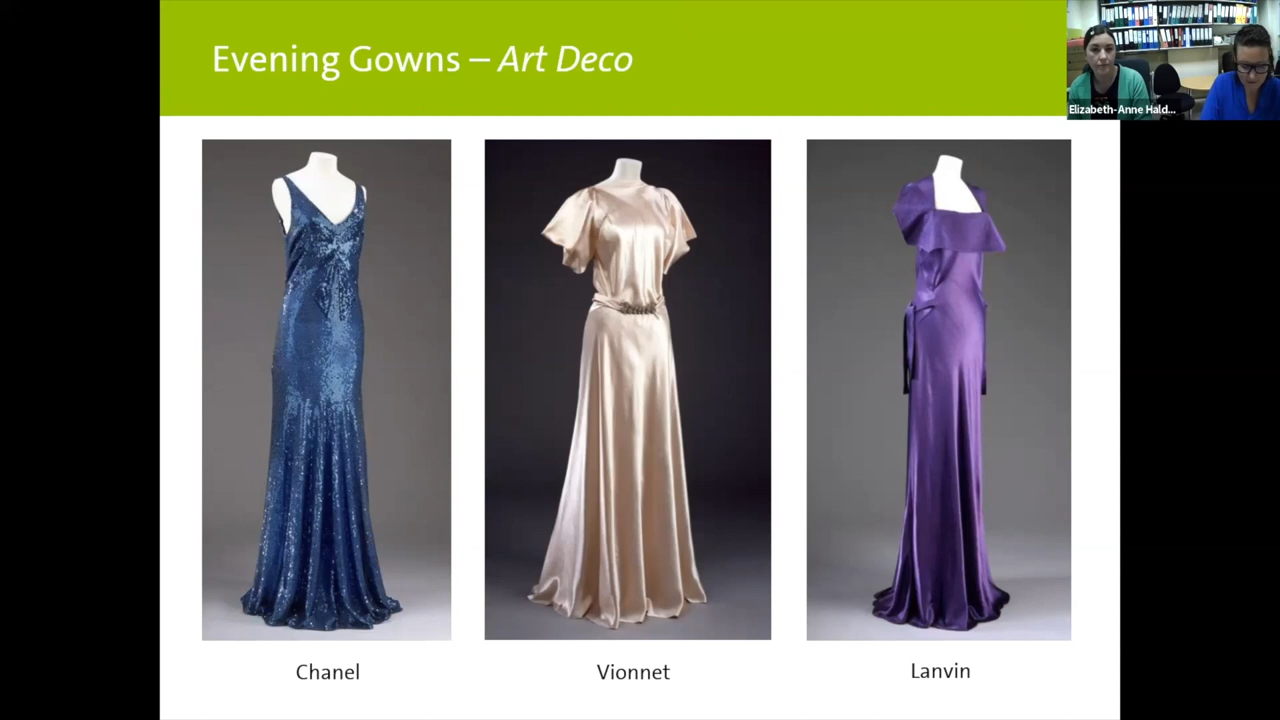 Evening Gowns – Art Deco
Elizabeth-Anne Hald...
Chanel
Vionnet
Lanvin